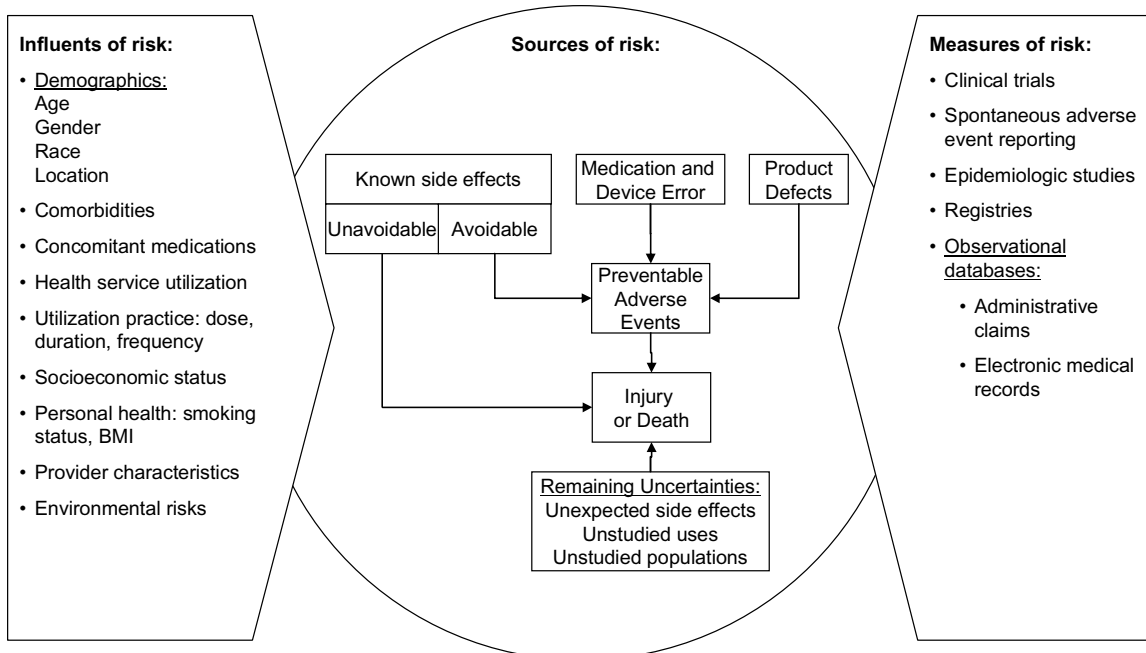 Influents of risk:
• Demographics:
Age
Gender
Race
Location
• Comorbidities
• Concomitant medications
• Health service utilization
• Utilization practice: dose,
duration, frequency
• Socioeconomic status
• Personal health: smoking
status, BMI
• Provider characteristics
• Environmental risks
Sources of risk:
Known side effects
Unavoidable
Avoidable
Medication and
Device Error
Product
Defects
Preventable
Adverse
Events
Injury
or Death
Remaining Uncertainties:
Unexpected side effects
Unstudied uses
Unstudied populations
Measures of risk:
• Clinical trials
• Spontaneous adverse
event reporting
• Epidemiologic studies
• Registries
• Observational
databases:
• Administrative
claims
• Electronic medical
records